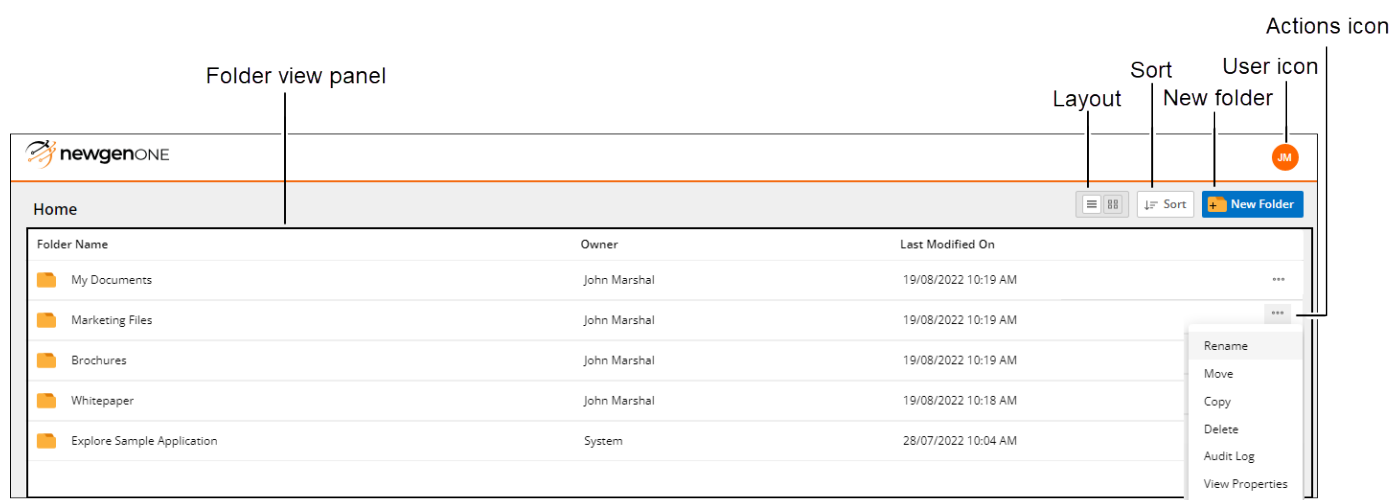 Actions icon
Folder view panel
Sort
User icon
Layout
New folder
newgenONE
JM
Home
Sort
New Folder
Folder Name Owner Last Modified On
My Documents John Marshal 19/08/2022 10:19 AM
Marketing Files John Marshal 19/08/2022 10:19 AM
Brochures John Marshal 19/08/2022 10:19 AM
Whitepaper John Marshal 19/08/2022 10:18 AM
Explore Sample Application System 28/07/2022 10:04 AM
Rename
Move
Copy
Delete
Audit Log
View Properties